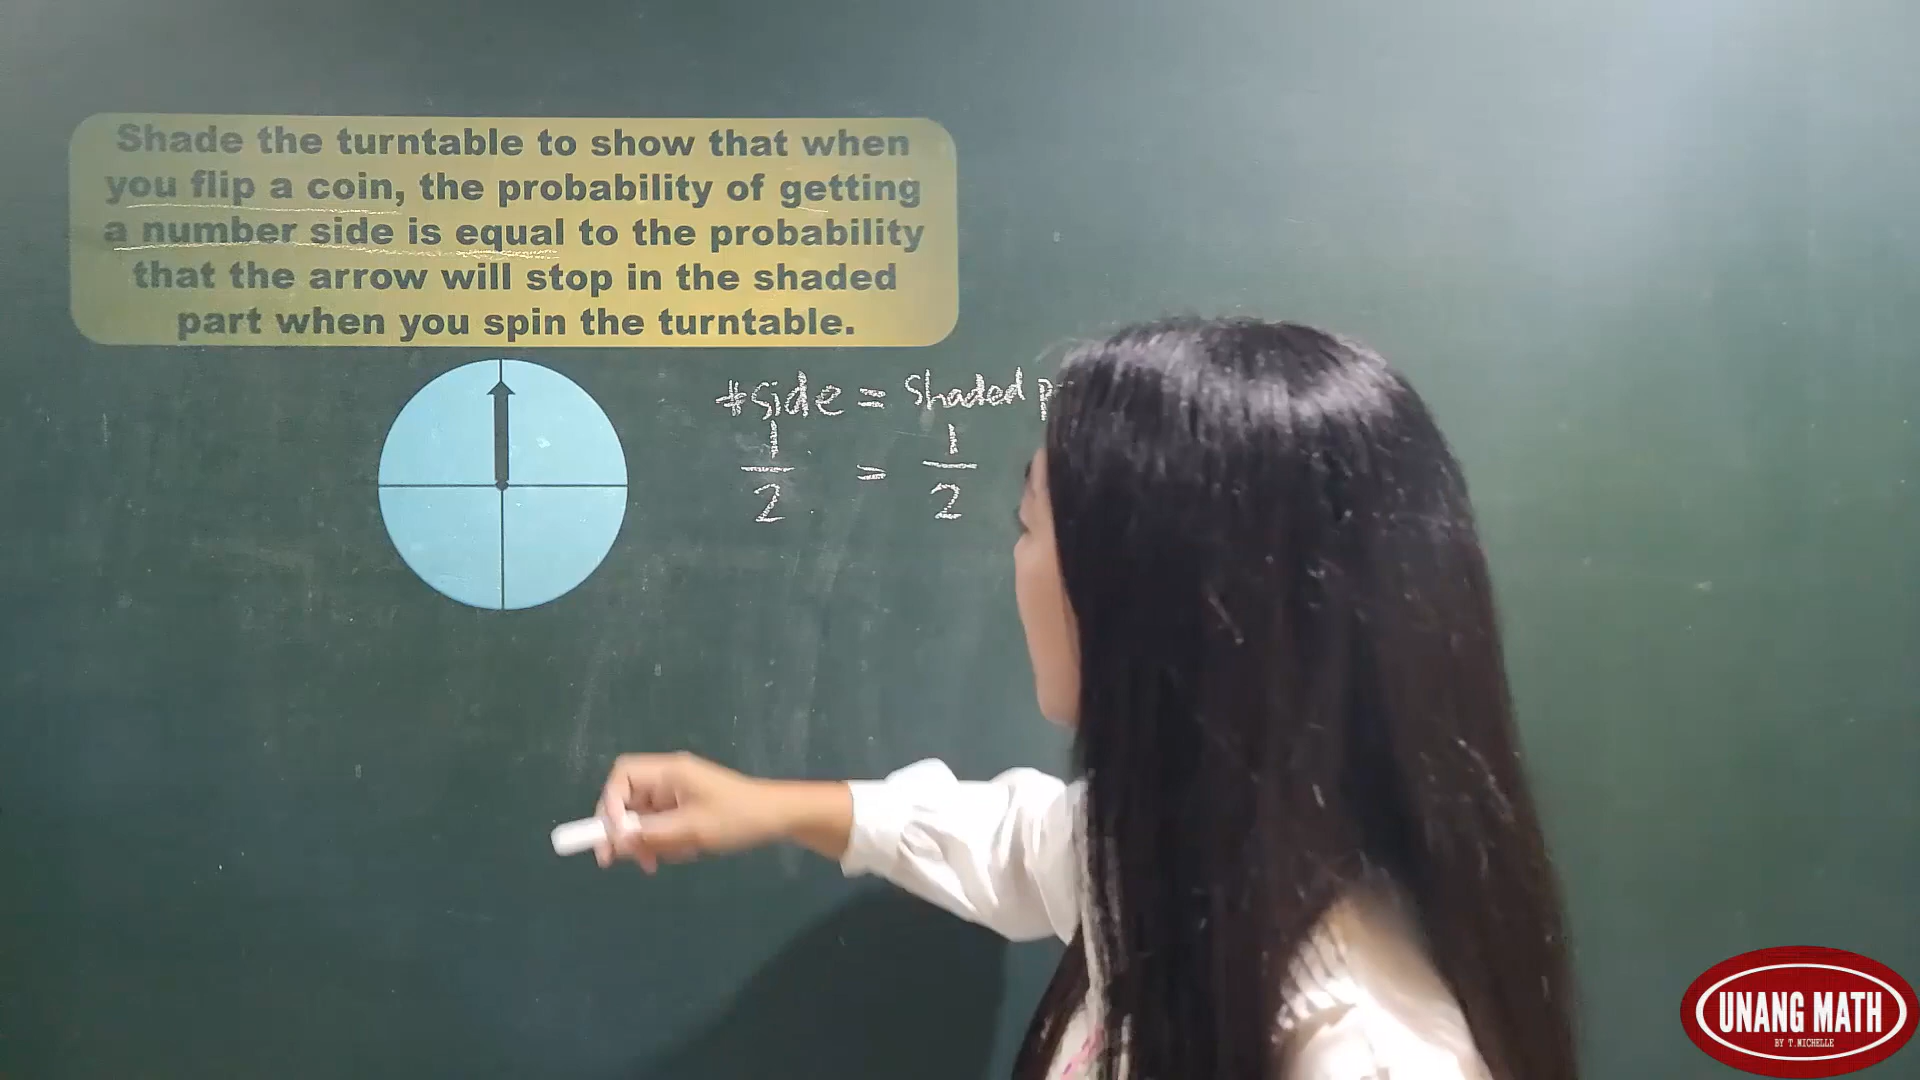 Shade the turntable to show that when
you flip a coin, the probability of getting
a number side is equal to the probability
that the arrow will stop in the shaded
part when you spin the turntable.
#side = shaded
1/2 = 1/2
UNANG MATH
BY T. MICHELLE